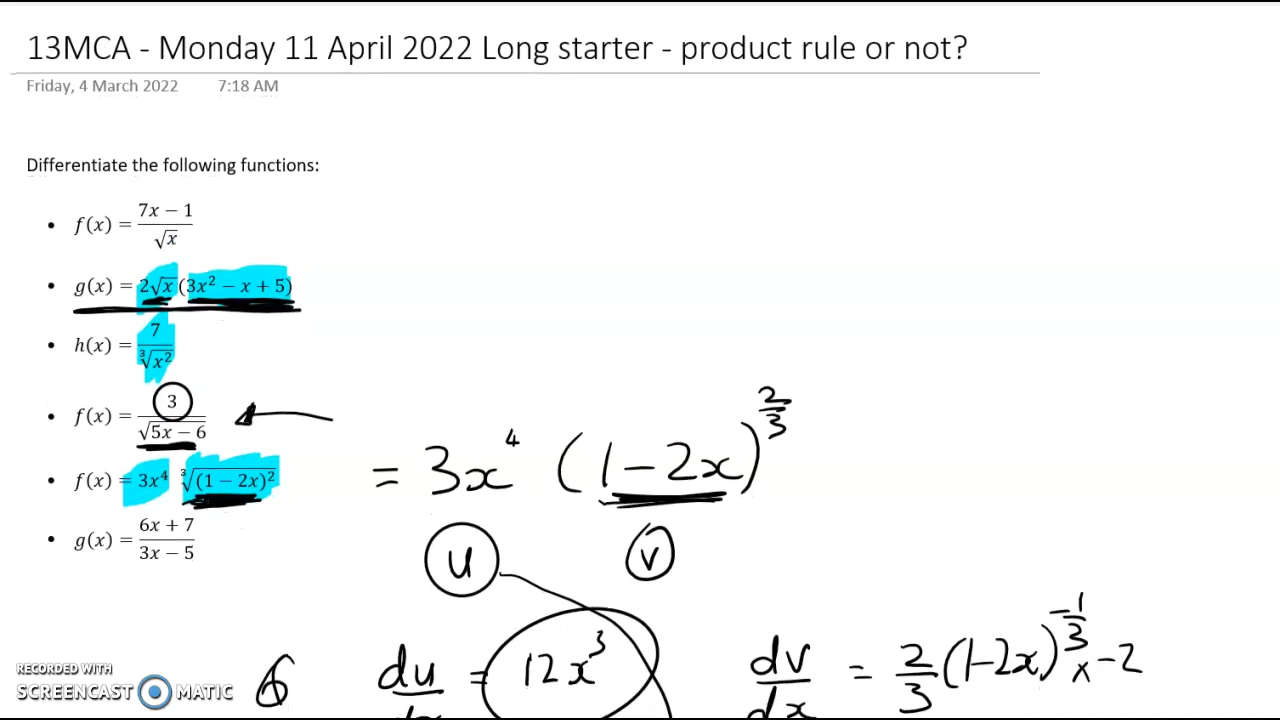 13MCA - Monday 11 April 2022 Long starter - product rule or not?
Friday, 4 March 2022 7:18 AM
Differentiate the following functions:
• f(x) = (7x − 1)/√x
• g(x) = 2√x (3x² − x + 5)
• h(x) = 7/∛x²
• f(x) = 3/√5x − 6
• f(x) = 3x⁴ ∛(1 − 2x)²
= 3x⁴ (1−2x)^(2/3)
• g(x) = (6x + 7)/(3x − 5)
u v
du/dx = 12x³ dv/dx = 2/3 (1−2x)^(−1/3) × −2
RECORDED WITH
SCREENCAST MATIC